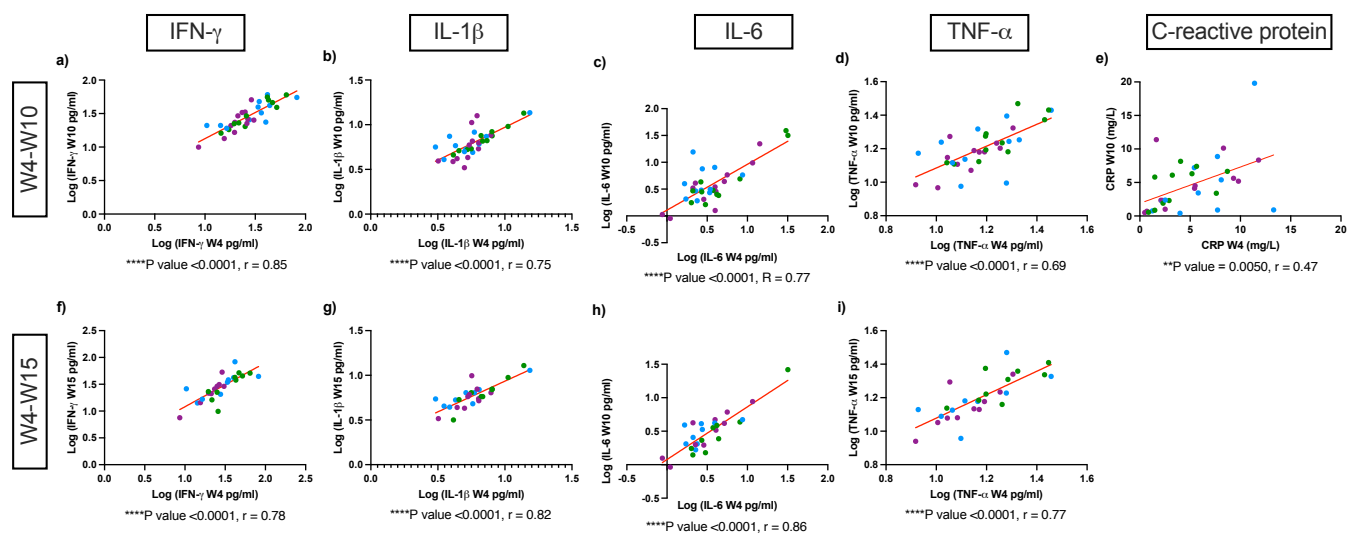 IFN-γ
IL-1β
IL-6
TNF-α
C-reactive protein
W4-W10
a)
Log (IFN-γ W10 pg/ml)
2.0
1.5
1.0
0.5
0.0
0.0 0.5 1.0 1.5 2.0
Log (IFN-γ W4 pg/ml)
****P value <0.0001, r = 0.85
b)
Log (IL-1β W10 pg/ml)
1.5
1.0
0.5
0.0
0.0 0.5 1.0 1.5
Log (IL-1β W4 pg/ml)
****P value <0.0001, r = 0.75
c)
Log (IL-6 W10 pg/ml)
2.0
1.5
1.0
0.5
-0.5
-0.5 0.0 0.5 1.0 1.5 2.0
Log (IL-6 W4 pg/ml)
****P value <0.0001, R = 0.77
d)
Log (TNF-α W10 pg/ml)
1.6
1.4
1.2
1.0
0.8
0.8 1.0 1.2 1.4 1.6
Log (TNF-α W4 pg/ml)
****P value <0.0001, r = 0.69
e)
CRP W10 (mg/L)
20
15
10
5
0
0 5 10 15 20
CRP W4 (mg/L)
**P value = 0.0050, r = 0.47
W4-W15
f)
Log (IFN-γ W15 pg/ml)
2.5
2.0
1.5
1.0
0.5
0.0
0.0 0.5 1.0 1.5 2.0 2.5
Log (IFN-γ W4 pg/ml)
****P value <0.0001, r = 0.78
g)
Log (IL-1β W15 pg/ml)
1.5
1.0
0.5
0.0
0.0 0.5 1.0 1.5
Log (IL-1β W4 pg/ml)
****P value <0.0001, r = 0.82
h)
Log (IL-6 W10 pg/ml)
2.0
1.5
1.0
0.5
-0.5
0.0 0.5 1.0 1.5 2.0
Log (IL-6 W4 pg/ml)
****P value <0.0001, r = 0.86
i)
Log (TNF-α W15 pg/ml)
1.6
1.4
1.2
1.0
0.8
0.8 1.0 1.2 1.4 1.6
Log (TNF-α W4 pg/ml)
****P value <0.0001, r = 0.77